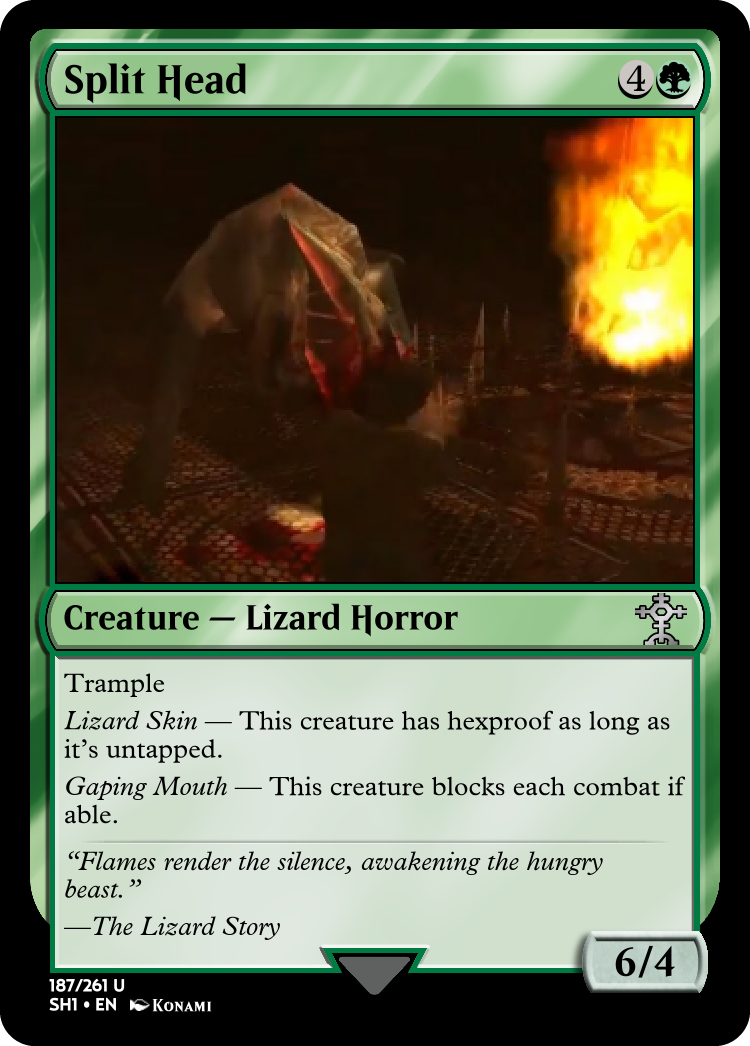 Split Head
4
Creature — Lizard Horror
Trample
Lizard Skin — This creature has hexproof as long as
it’s untapped.
Gaping Mouth — This creature blocks each combat if
able.
“Flames render the silence, awakening the hungry
beast.”
—The Lizard Story
6/4
187/261 U
SH1 • EN KONAMI